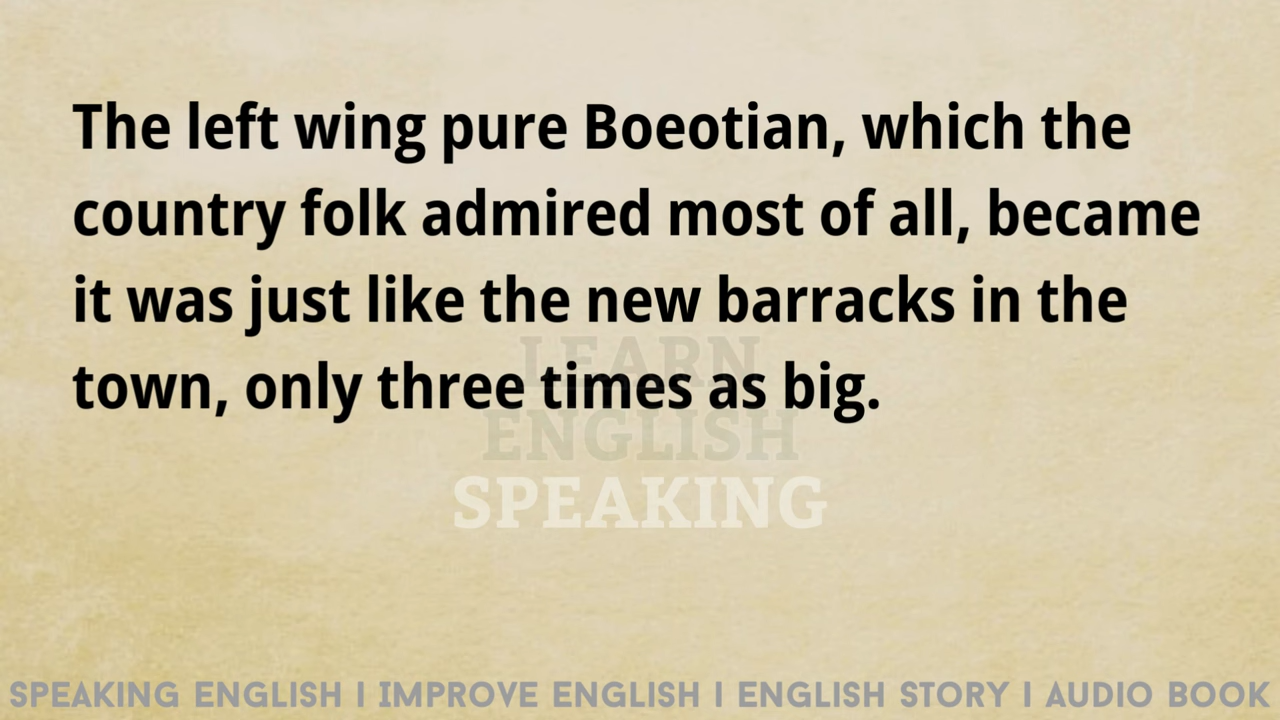 The left wing pure Boeotian, which the
country folk admired most of all, became
it was just like the new barracks in the
town, only three times as big.
LEARN
ENGLISH
SPEAKING
SPEAKING ENGLISH I IMPROVE ENGLISH I ENGLISH STORY I AUDIO BOOK